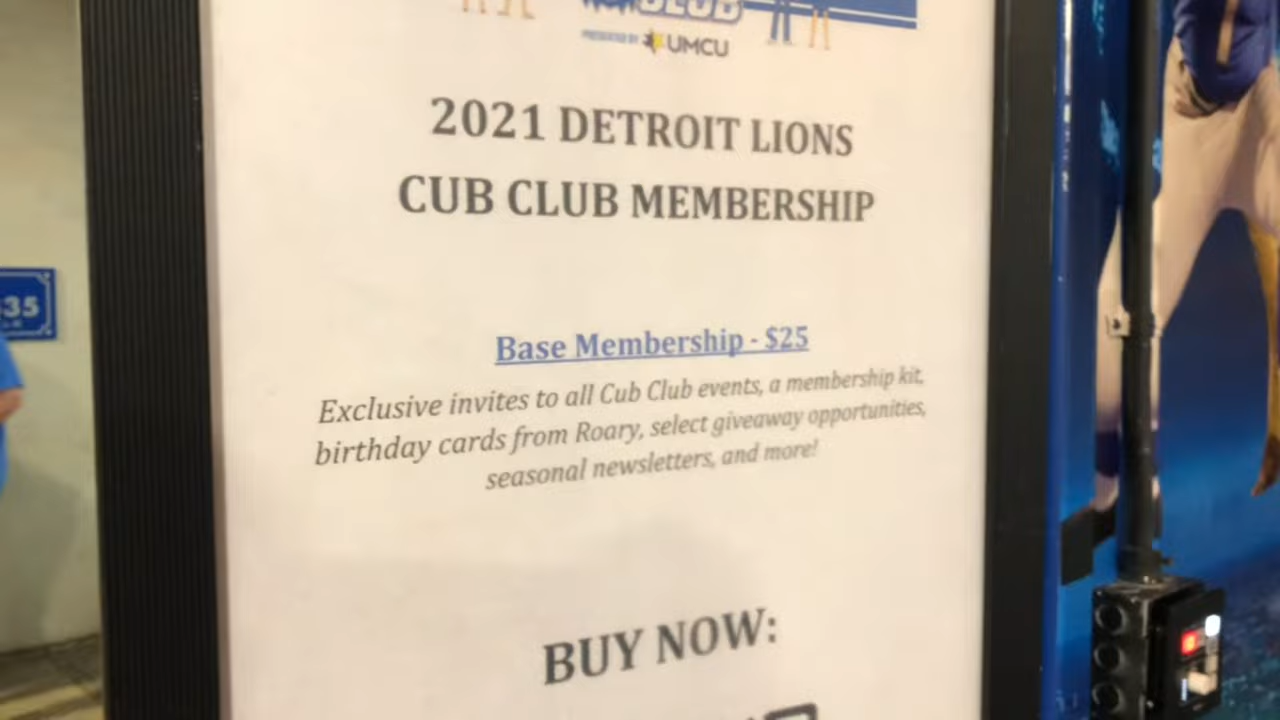 CLUB
PRESENTED BY UMCU
2021 DETROIT LIONS
CUB CLUB MEMBERSHIP
Base Membership - $25
Exclusive invites to all Cub Club events, a membership kit,
birthday cards from Roary, select giveaway opportunities,
seasonal newsletters, and more!
BUY NOW:
35